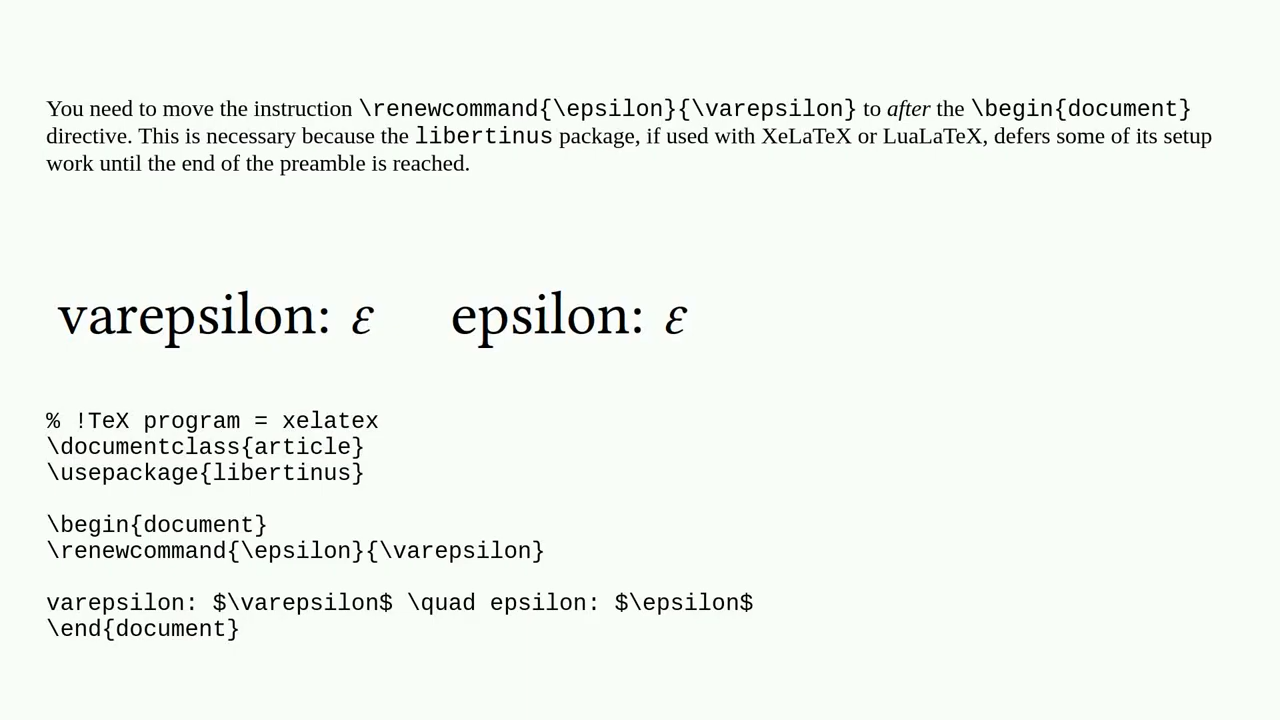 You need to move the instruction \renewcommand{\epsilon}{\varepsilon} to after the \begin{document}
directive. This is necessary because the libertinus package, if used with XeLaTeX or LuaLaTeX, defers some of its setup
work until the end of the preamble is reached.
varepsilon: ε epsilon: ε
% !TeX program = xelatex
\documentclass{article}
\usepackage{libertinus}
\begin{document}
\renewcommand{\epsilon}{\varepsilon}
varepsilon: $\varepsilon$ \quad epsilon: $\epsilon$
\end{document}